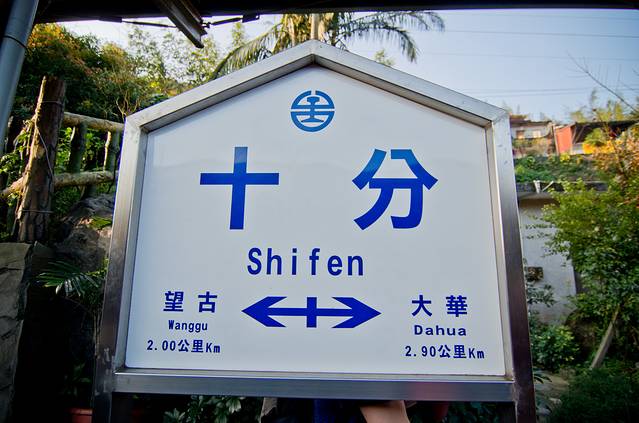 十分
Shifen
望古 大華
Wanggu Dahua
2.00公里Km 2.90公里Km